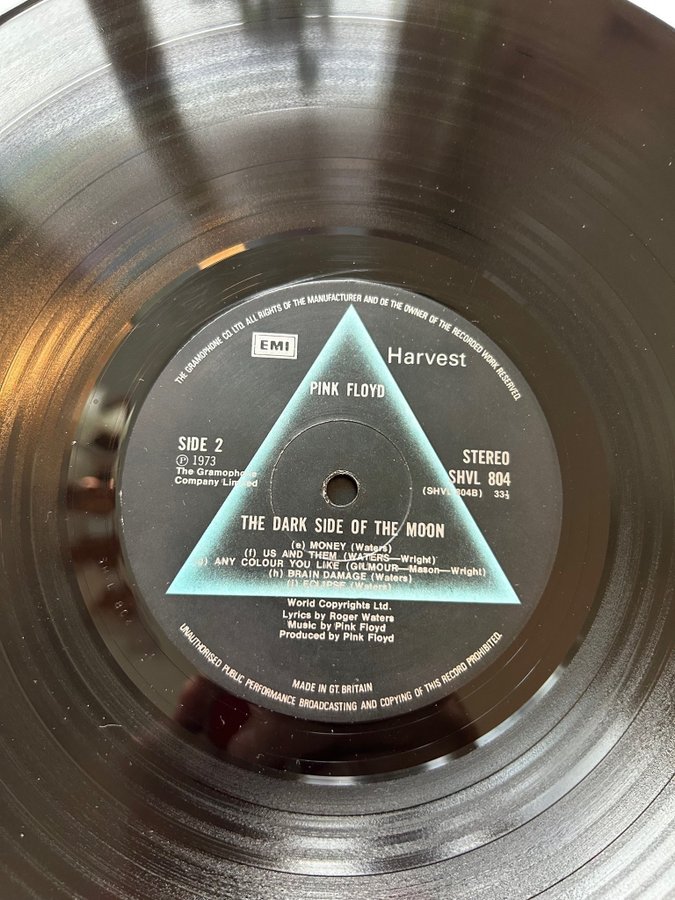 THE GRAMOPHONE CO. LTD. ALL RIGHTS OF THE MANUFACTURER AND OF THE OWNER OF THE RECORDED WORK RESERVED.
EMI
Harvest
PINK FLOYD
SIDE 2
STEREO
Ⓟ 1973
SHVL 804
The Gramophone
Company Limited
(SHVL 804B) 33⅓
THE DARK SIDE OF THE MOON
(e) MONEY (Waters)
(f) US AND THEM (WATERS—Wright)
(g) ANY COLOUR YOU LIKE (GILMOUR—Mason—Wright)
(h) BRAIN DAMAGE (Waters)
(i) ECLIPSE (Waters)
World Copyrights Ltd.
Lyrics by Roger Waters
Music by Pink Floyd
Produced by Pink Floyd
MADE IN GT. BRITAIN
UNAUTHORISED PUBLIC PERFORMANCE BROADCASTING AND COPYING OF THIS RECORD PROHIBITED.